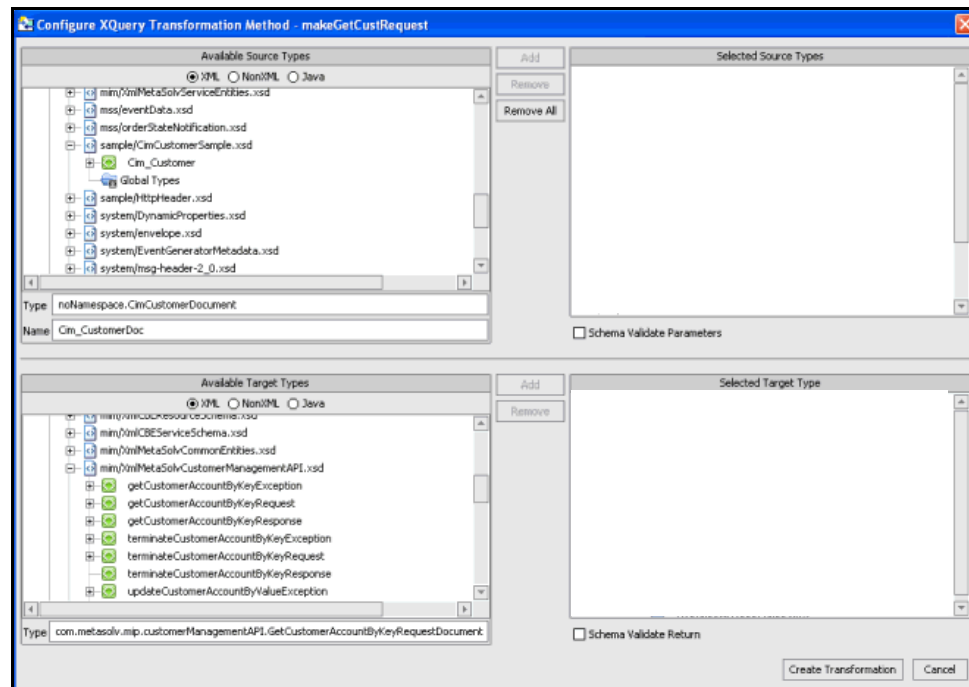 Configure XQuery Transformation Method - makeGetCustRequest
Available Source Types
XML NonXML Java
mim/XmlMetaSolvServiceEntities.xsd
mss/eventData.xsd
mss/orderStateNotification.xsd
sample/CimCustomerSample.xsd
Cim_Customer
Global Types
sample/HttpHeader.xsd
system/DynamicProperties.xsd
system/envelope.xsd
system/EventGeneratorMetadata.xsd
system/msg-header-2_0.xsd
Type noNamespace.CimCustomerDocument
Name Cim_CustomerDoc
Add
Remove
Remove All
Selected Source Types
Schema Validate Parameters
Available Target Types
XML NonXML Java
mim/XmlCBEResourceSchema.xsd
mim/XmlCBEServiceSchema.xsd
mim/XmlMetaSolvCommonEntities.xsd
mim/XmlMetaSolvCustomerManagementAPI.xsd
getCustomerAccountByKeyException
getCustomerAccountByKeyRequest
getCustomerAccountByKeyResponse
terminateCustomerAccountByKeyException
terminateCustomerAccountByKeyRequest
terminateCustomerAccountByKeyResponse
updateCustomerAccountByValueException
Type com.metasolv.mip.customerManagementAPI.GetCustomerAccountByKeyRequestDocument
Add
Remove
Selected Target Type
Schema Validate Return
Create Transformation
Cancel